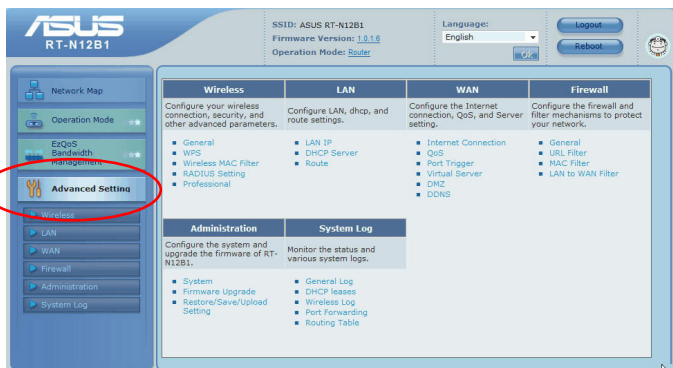 ASUS
RT-N12B1
SSID: ASUS RT-N12B1
Firmware Version: 1.0.1.6
Operation Mode: Router
Language:
English
OK
Logout
Reboot
Network Map
Operation Mode
EzQoS
Bandwidth
Management
Advanced Setting
Wireless
LAN
WAN
Firewall
Administration
System Log
Wireless
Configure your wireless
connection, security, and
other advanced parameters.
General
WPS
Wireless MAC Filter
RADIUS Setting
Professional
LAN
Configure LAN, dhcp, and
route settings.
LAN IP
DHCP Server
Route
WAN
Configure the Internet
connection, QoS, and Server
setting.
Internet Connection
QoS
Port Trigger
Virtual Server
DMZ
DDNS
Firewall
Configure the firewall and
filter mechanisms to protect
your network.
General
URL Filter
MAC Filter
LAN to WAN Filter
Administration
Configure the system and
upgrade the firmware of RT-
N12B1.
System
Firmware Upgrade
Restore/Save/Upload
Setting
System Log
Monitor the status and
various system logs.
General Log
DHCP leases
Wireless Log
Port Forwarding
Routing Table